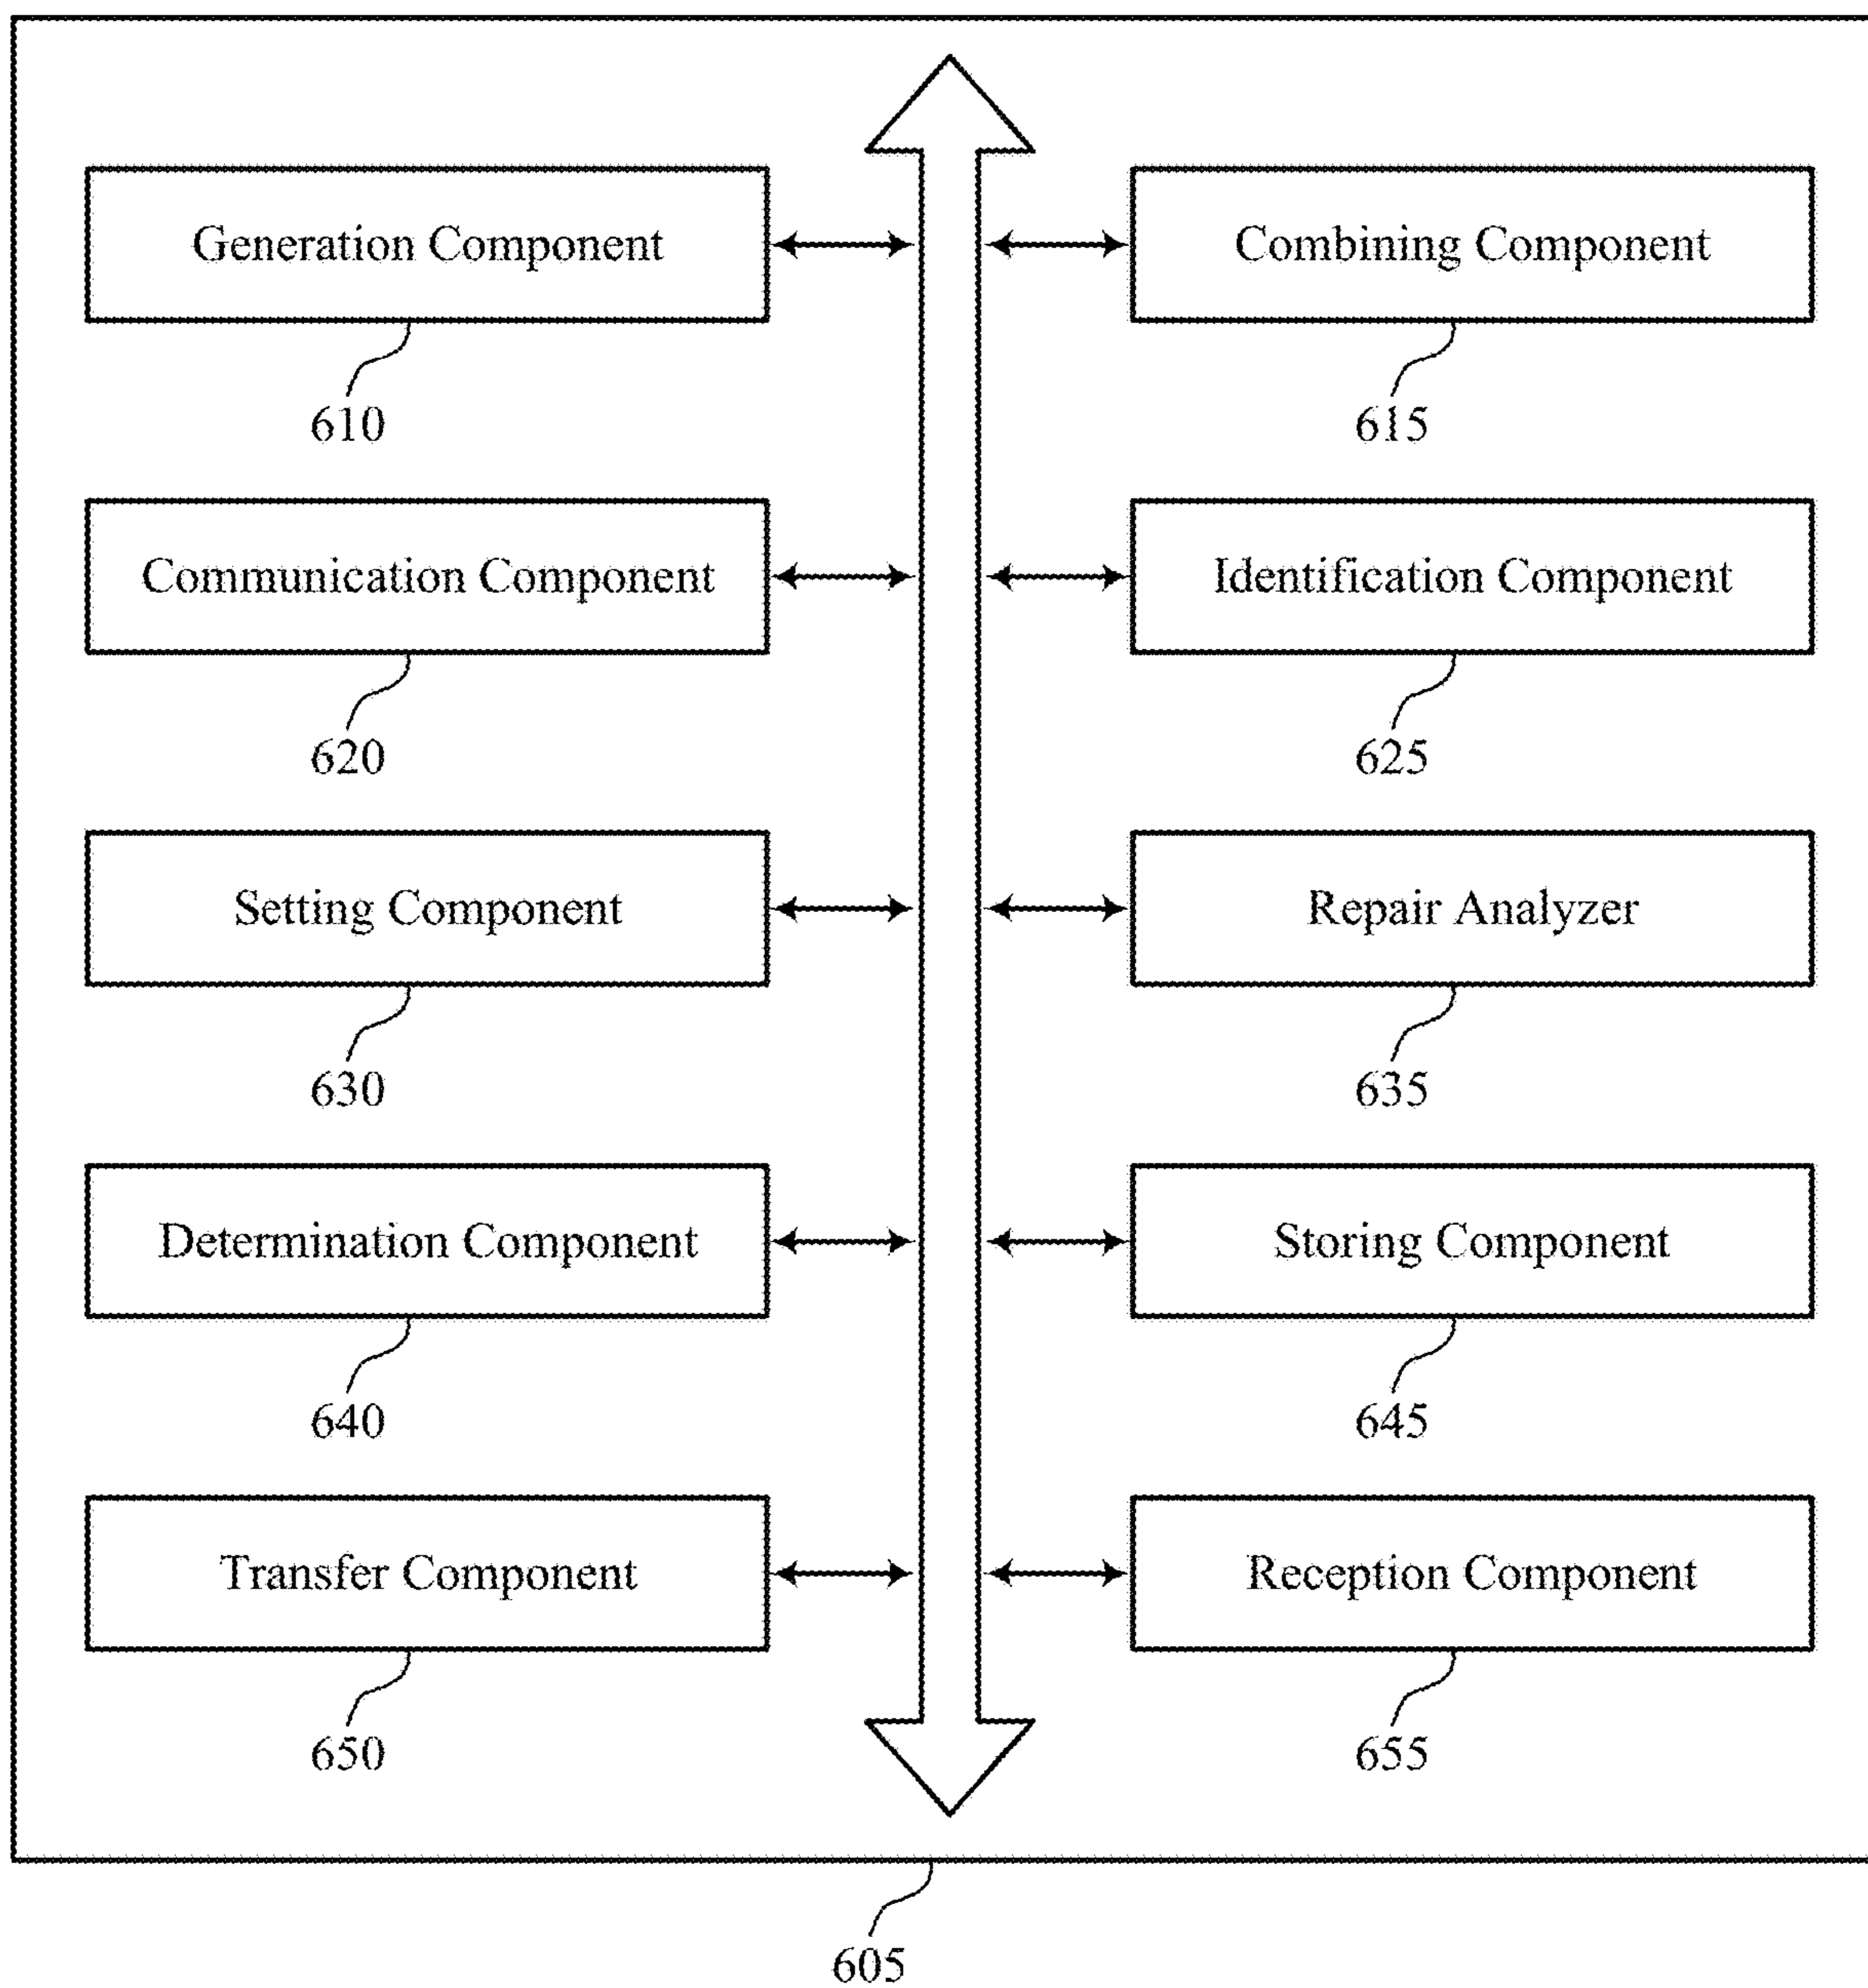 Generation Component
Combining Component
610
615
Communication Component
Identification Component
620
625
Setting Component
Repair Analyzer
630
635
Determination Component
Storing Component
640
645
Transfer Component
Reception Component
650
655
605